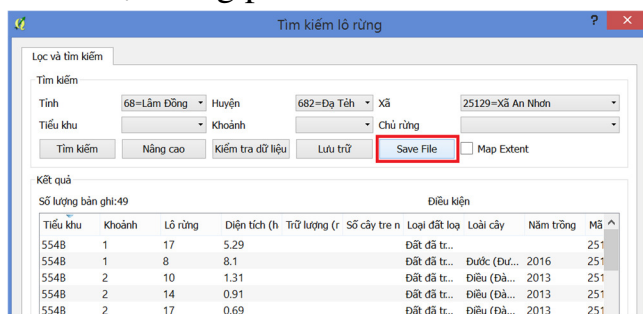 Tìm kiếm lô rừng ? ×
Lọc và tìm kiếm
Tìm kiếm
Tỉnh 68=Lâm Đồng Huyện 682=Đạ Tẻh Xã 25129=Xã An Nhơn
Tiểu khu Khoảnh Chủ rừng
Tìm kiếm Nâng cao Kiểm tra dữ liệu Lưu trữ Save File Map Extent
Kết quả
Số lượng bản ghi:49 Điều kiện
Tiểu khu Khoảnh Lô rừng Diện tích (h Trữ lượng (r Số cây tre n Loại đất loạ Loài cây Năm trồng Mã
554B 1 17 5.29 Đất đã tr... 251
554B 1 8 8.1 Đất đã tr... Đước (Đư... 2016 251
554B 2 10 1.31 Đất đã tr... Điều (Đà... 2013 251
554B 2 14 0.91 Đất đã tr... Điều (Đà... 2013 251
554B 2 17 0.69 Đất đã tr... Điều (Đà... 2013 251